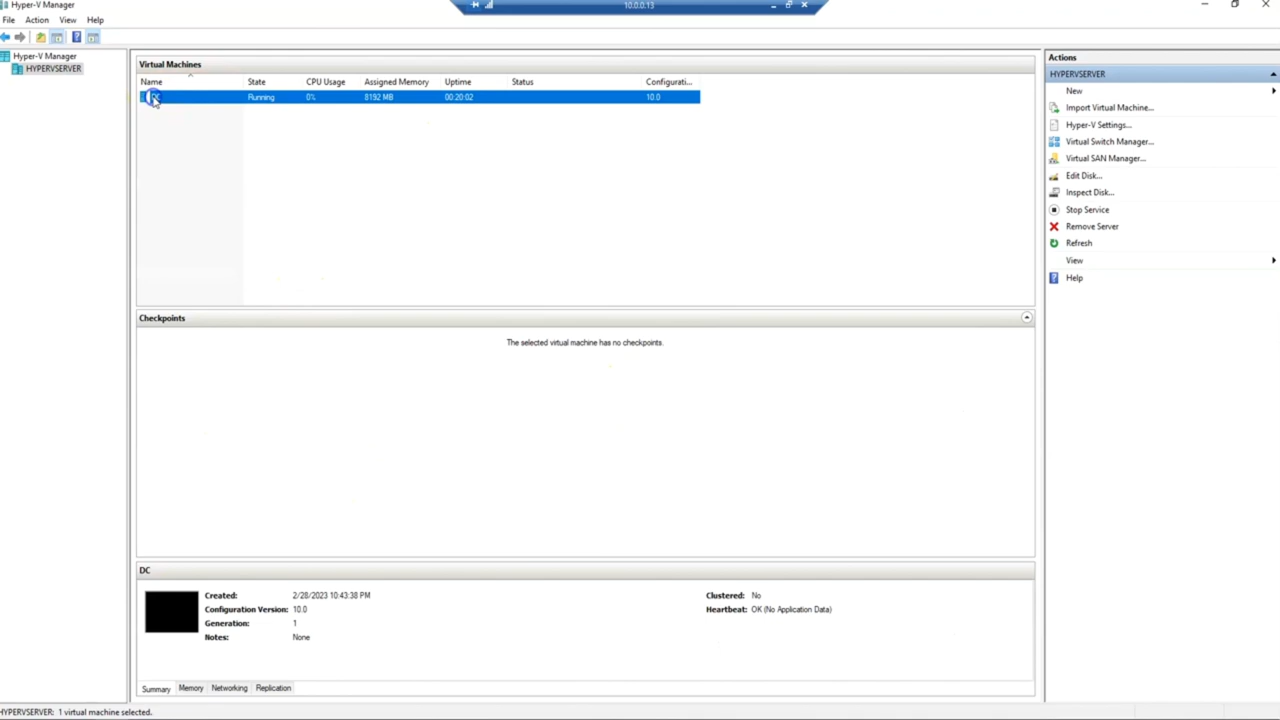 Hyper-V Manager
10.0.0.13
File Action View Help
Hyper-V Manager
HYPERVSERVER
Virtual Machines
Name State CPU Usage Assigned Memory Uptime Status Configurati...
Running 0% 8192 MB 00:20:02 10.0
Checkpoints
The selected virtual machine has no checkpoints.
DC
Created: 2/28/2023 10:43:38 PM Clustered: No
Configuration Version: 10.0 Heartbeat: OK (No Application Data)
Generation: 1
Notes: None
Summary Memory Networking Replication
Actions
HYPERVSERVER
New
Import Virtual Machine...
Hyper-V Settings...
Virtual Switch Manager...
Virtual SAN Manager...
Edit Disk...
Inspect Disk...
Stop Service
Remove Server
Refresh
View
Help
HYPERVSERVER: 1 virtual machine selected.